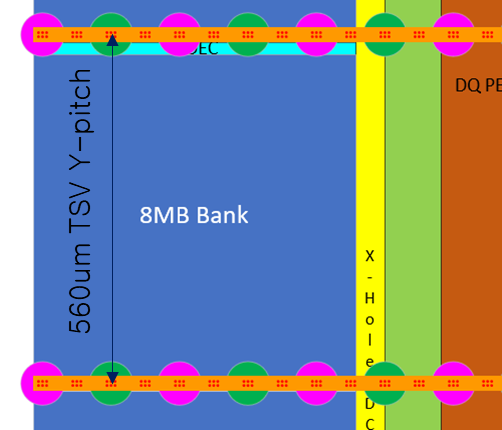 DEC
DQ PE
560um TSV Y-pitch
8MB Bank
X
-
H
o
l
e
D
C